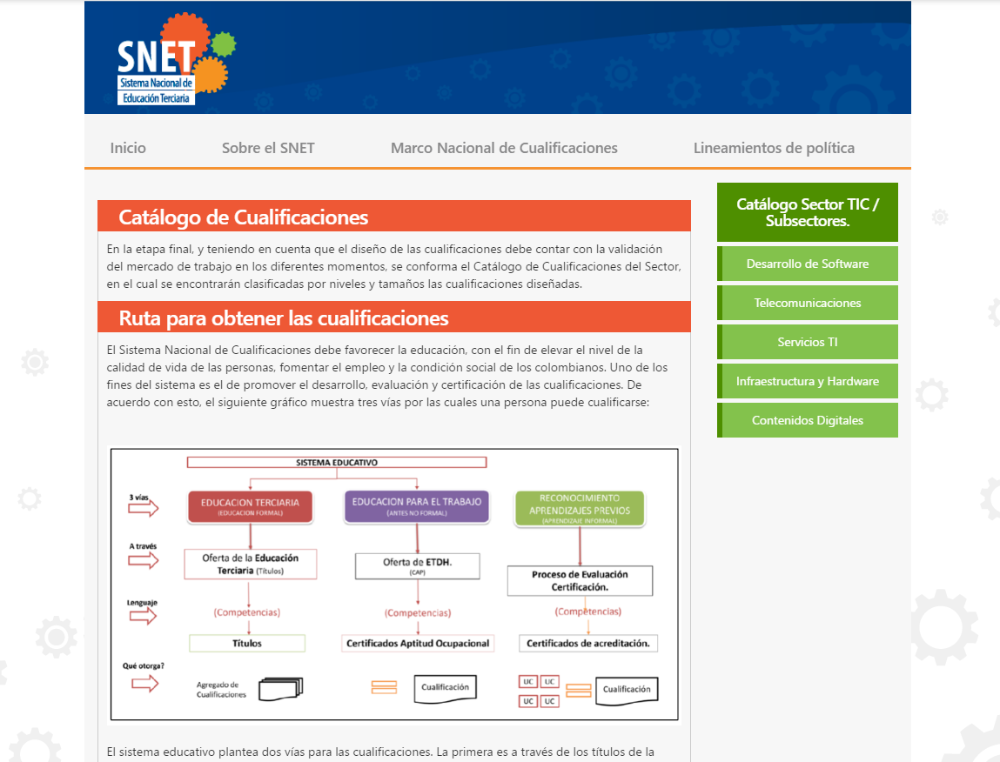 SNET
Sistema Nacional de
Educación Terciaria
Inicio
Sobre el SNET
Marco Nacional de Cualificaciones
Lineamientos de política
Catálogo de Cualificaciones
En la etapa final, y teniendo en cuenta que el diseño de las cualificaciones debe contar con la validación
del mercado de trabajo en los diferentes momentos, se conforma el Catálogo de Cualificaciones del Sector,
en el cual se encontrarán clasificadas por niveles y tamaños las cualificaciones diseñadas.
Ruta para obtener las cualificaciones
El Sistema Nacional de Cualificaciones debe favorecer la educación, con el fin de elevar el nivel de la
calidad de vida de las personas, fomentar el empleo y la condición social de los colombianos. Uno de los
fines del sistema es el de promover el desarrollo, evaluación y certificación de las cualificaciones. De
acuerdo con esto, el siguiente gráfico muestra tres vías por las cuales una persona puede cualificarse:
SISTEMA EDUCATIVO
3 vías
EDUCACION TERCIARIA
(EDUCACION FORMAL)
EDUCACION PARA EL TRABAJO
(ANTES NO FORMAL)
RECONOCIMIENTO
APRENDIZAJES PREVIOS
(APRENDIZAJE INFORMAL)
A través
Oferta de la Educación
Terciaria (Títulos)
Oferta de ETDH.
(CAP)
Proceso de Evaluación
Certificación.
Lenguaje
(Competencias)
(Competencias)
(Competencias)
Títulos
Certificados Aptitud Ocupacional
Certificados de acreditación.
Qué otorga?
Agregado de
Cualificaciones
Cualificación
UC UC
UC UC
Cualificación
El sistema educativo plantea dos vías para las cualificaciones. La primera es a través de los títulos de la
Catálogo Sector TIC /
Subsectores.
Desarrollo de Software
Telecomunicaciones
Servicios TI
Infraestructura y Hardware
Contenidos Digitales